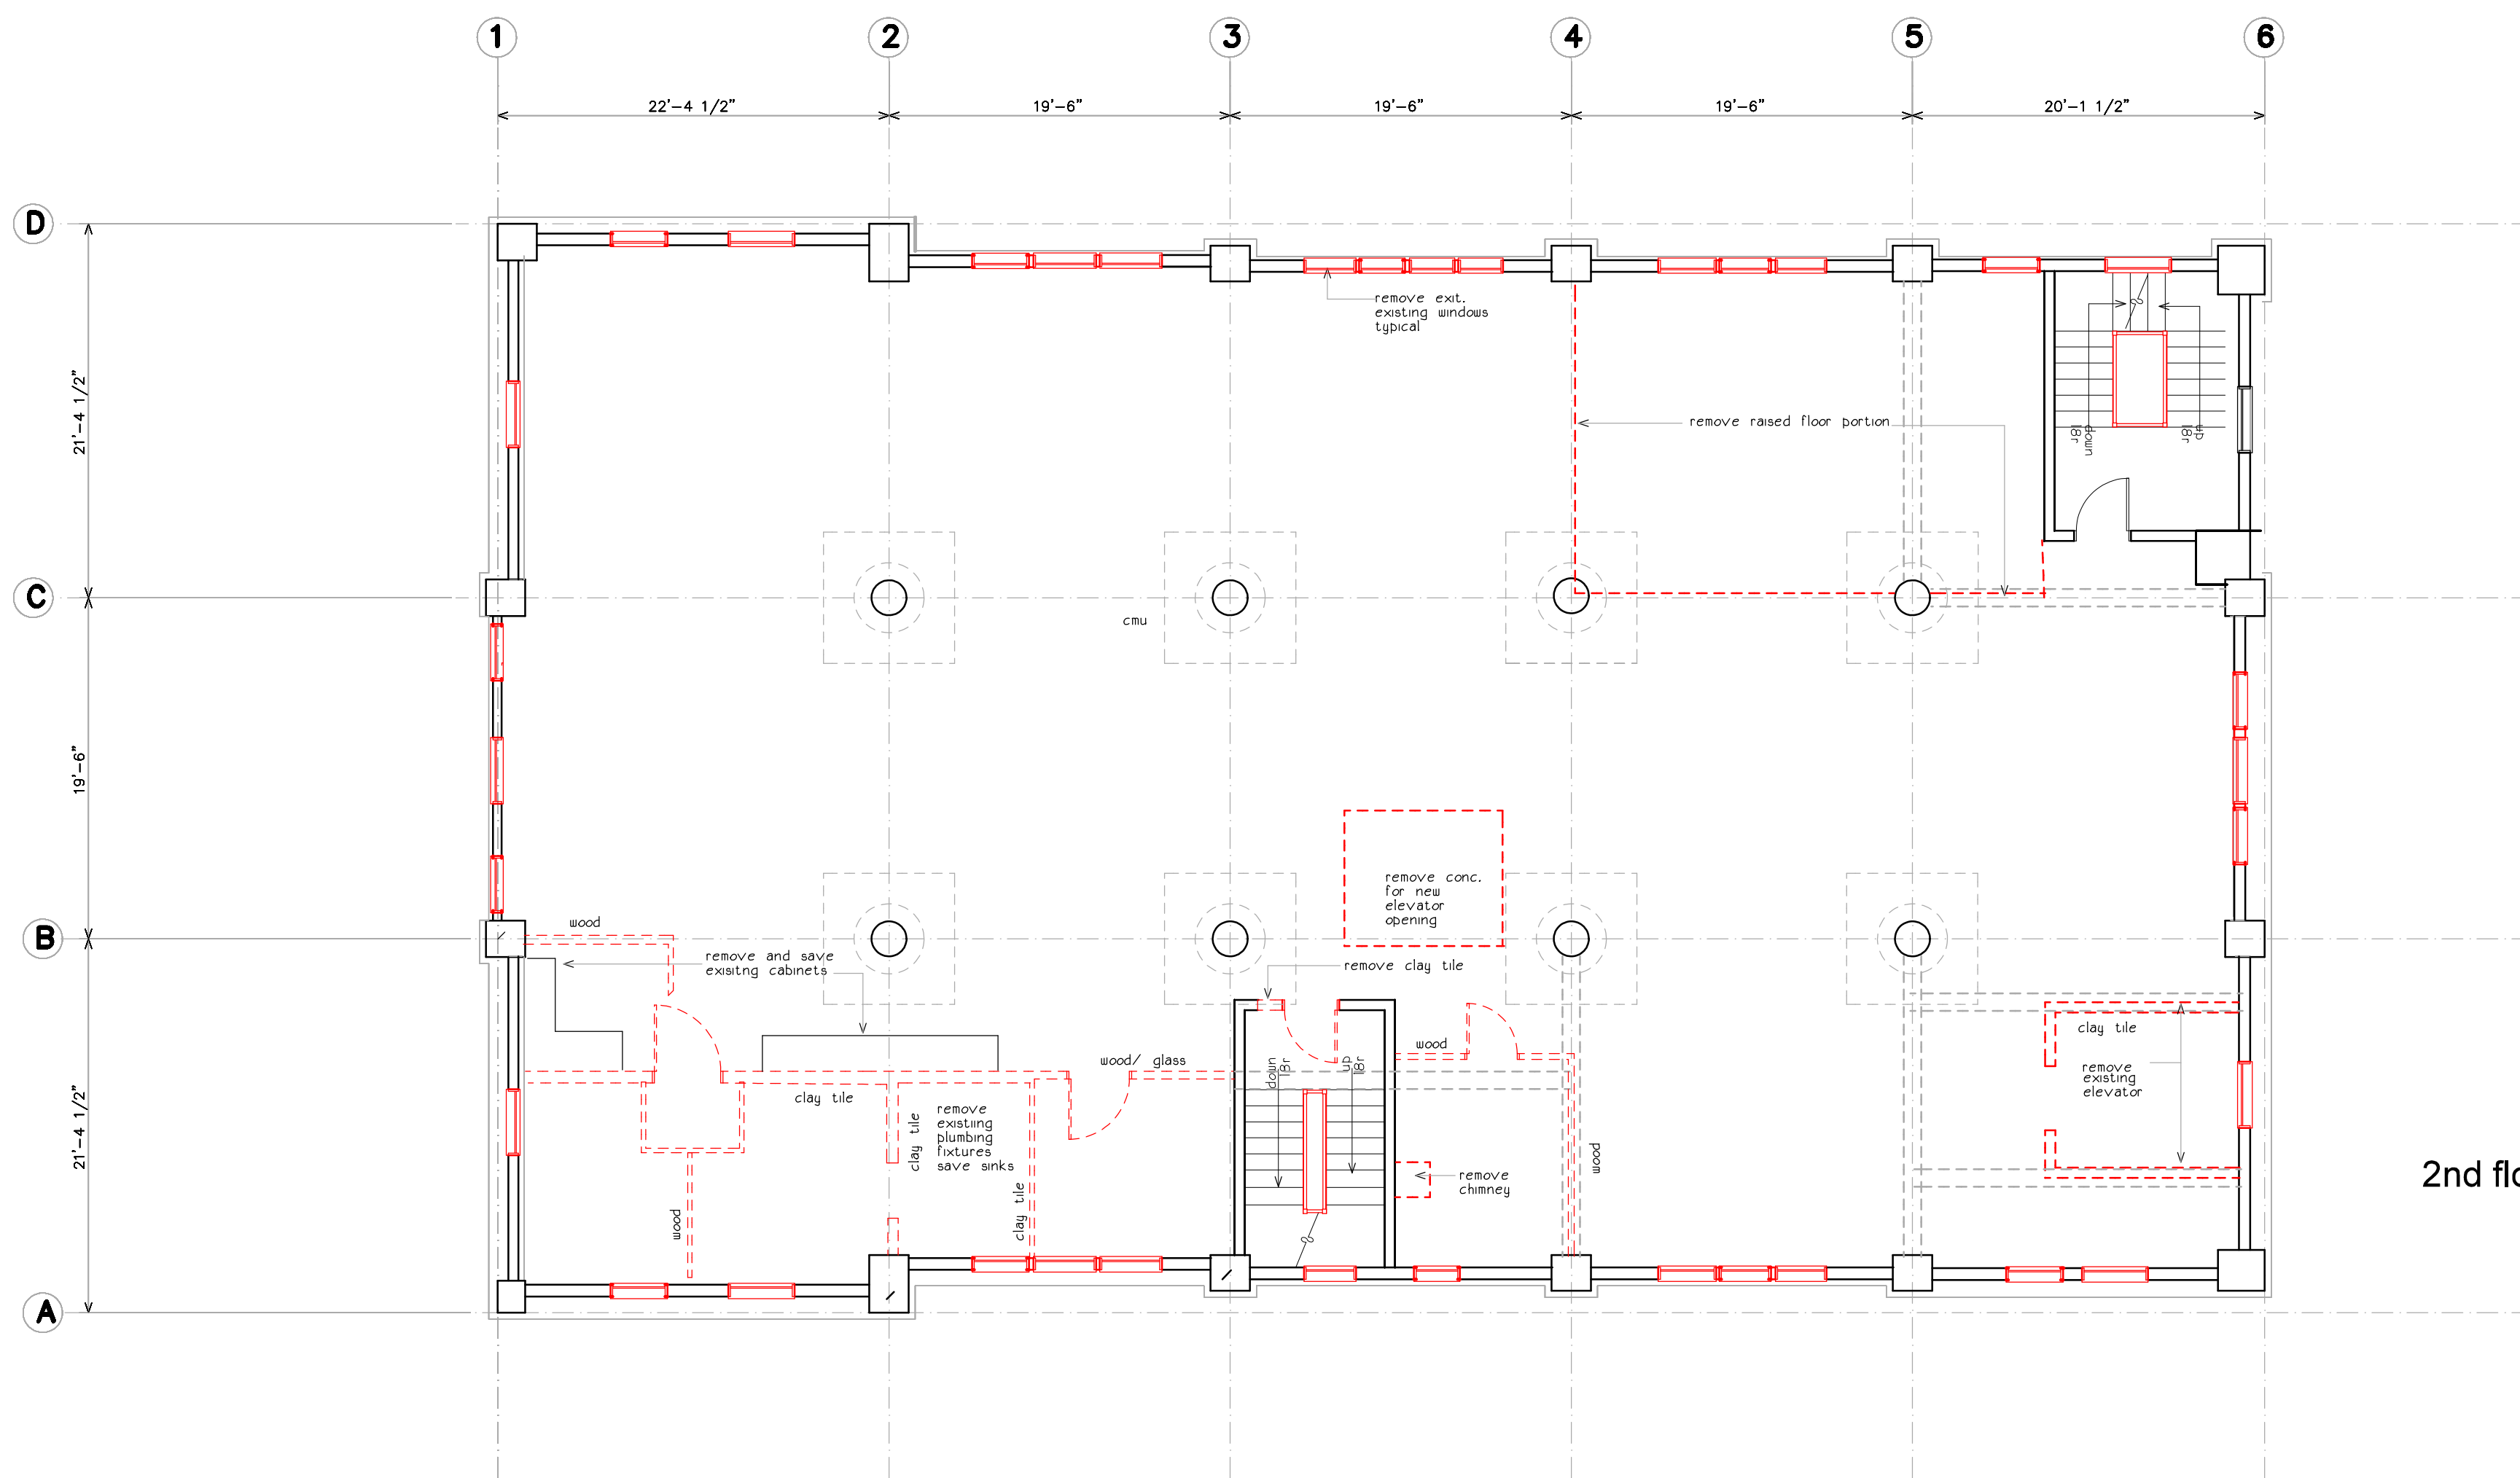 1 2 3 4 5 6
22'-4 1/2" 19'-6" 19'-6" 19'-6" 20'-1 1/2"
D
remove exit.
existing windows
typical
21'-4 1/2"
remove raised floor portion
down
18r
up
18r
C
cmu
19'-6"
remove conc.
for new
elevator
opening
wood
B
remove and save
exisitng cabinets
remove clay tile
clay tile
wood
wood/ glass
down
18r
up
18r
remove
existing
elevator
clay tile
21'-4 1/2"
clay tile
remove
existiing
plumbing
fixtures
save sinks
wood
remove
chimney
2nd flo
wood
clay tile
A